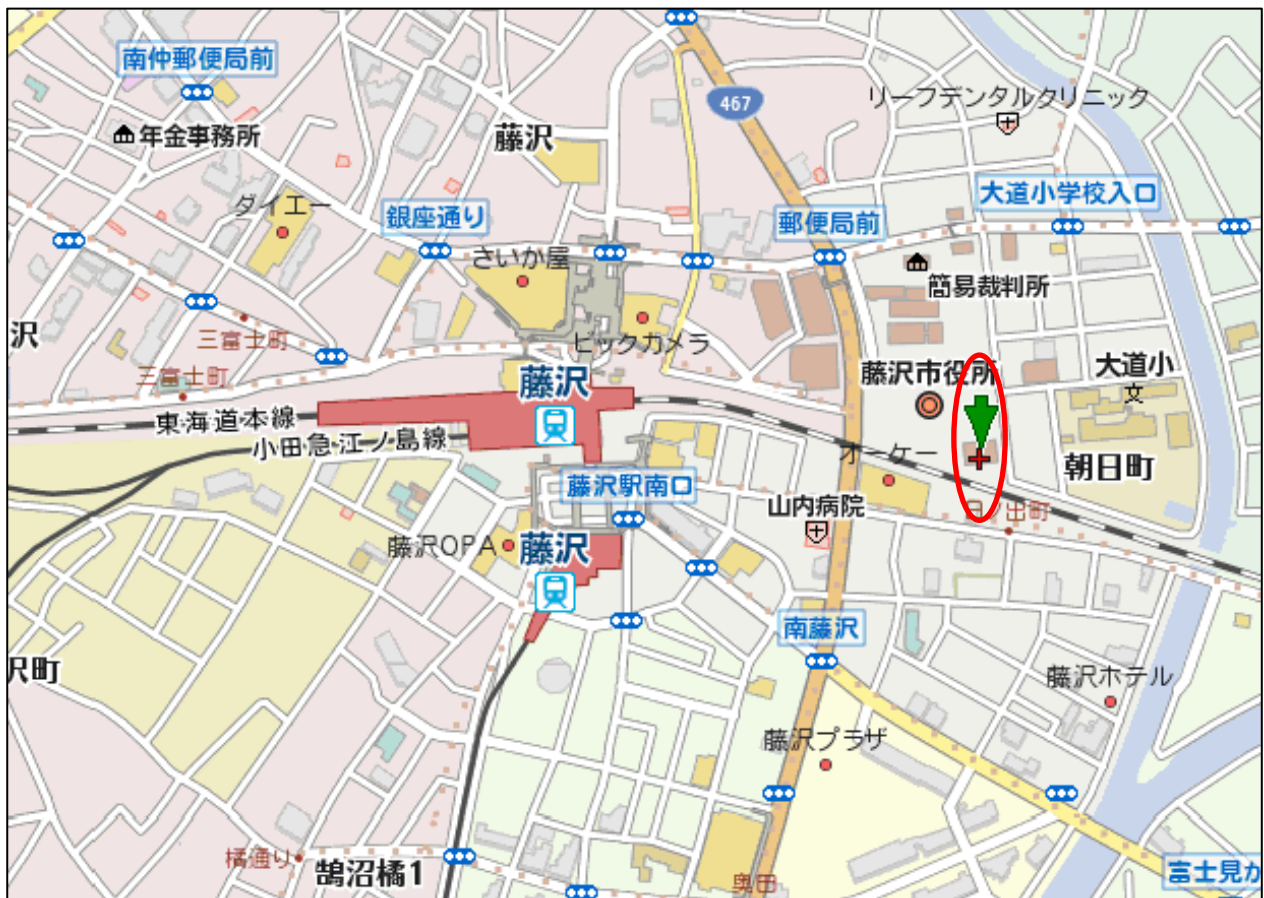 南仲郵便局前
467
リーフデンタルクリニック
年金事務所
藤沢
大道小学校入口
ダイエー
銀座通り
郵便局前
さいか屋
簡易裁判所
沢
三富士町
ビックカメラ
藤沢市役所
大道小
文
三富士町
藤沢
東海道本線
小田急江ノ島線
オーケー
朝日町
藤沢駅南口
山内病院
日ノ出町
藤沢OPA
藤沢
南藤沢
沢町
藤沢ホテル
藤沢プラザ
橘通り
鵠沼橘1
奥田
富士見か